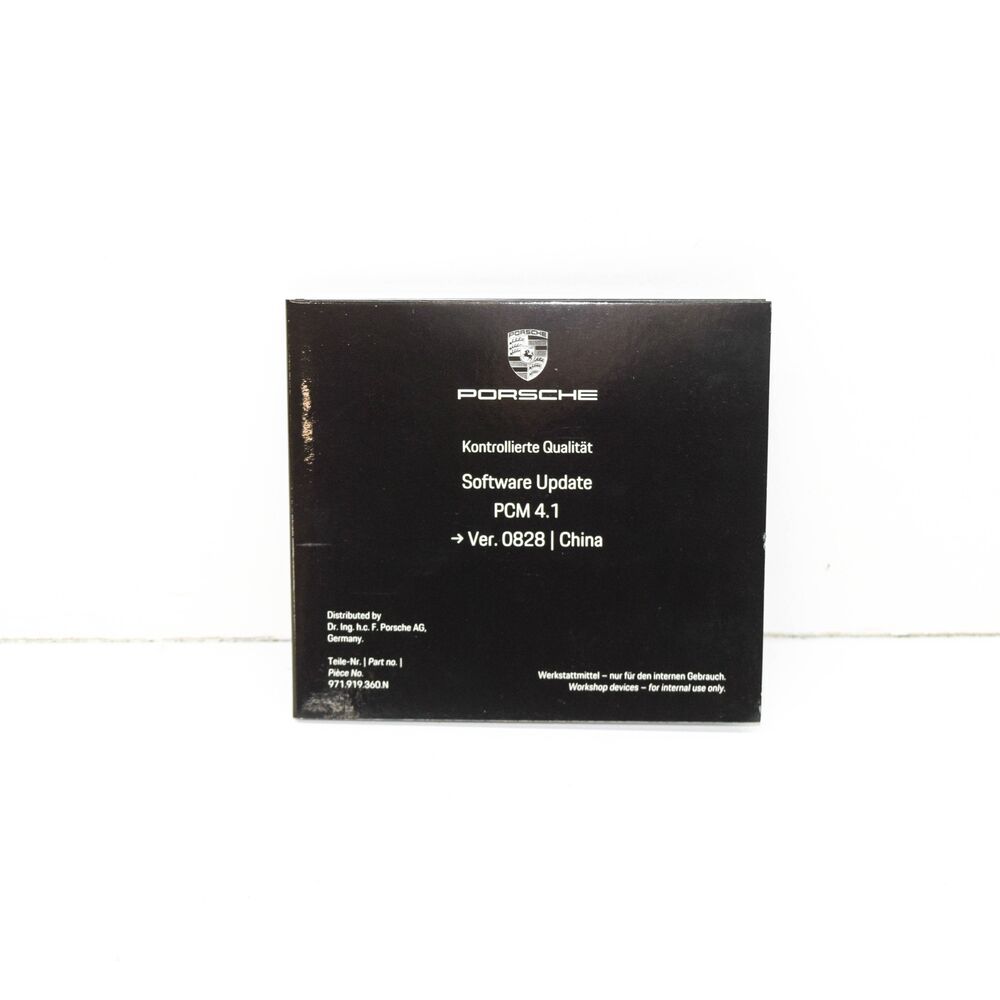 PORSCHE
PORSCHE
Kontrollierte Qualität
Software Update
PCM 4.1
→ Ver. 0828 | China
Distributed by
Dr. Ing. h.c. F. Porsche AG,
Germany.
Teile-Nr. | Part no. |
Pièce No.
971.919.360.N
Werkstattmittel – nur für den internen Gebrauch.
Workshop devices – for internal use only.